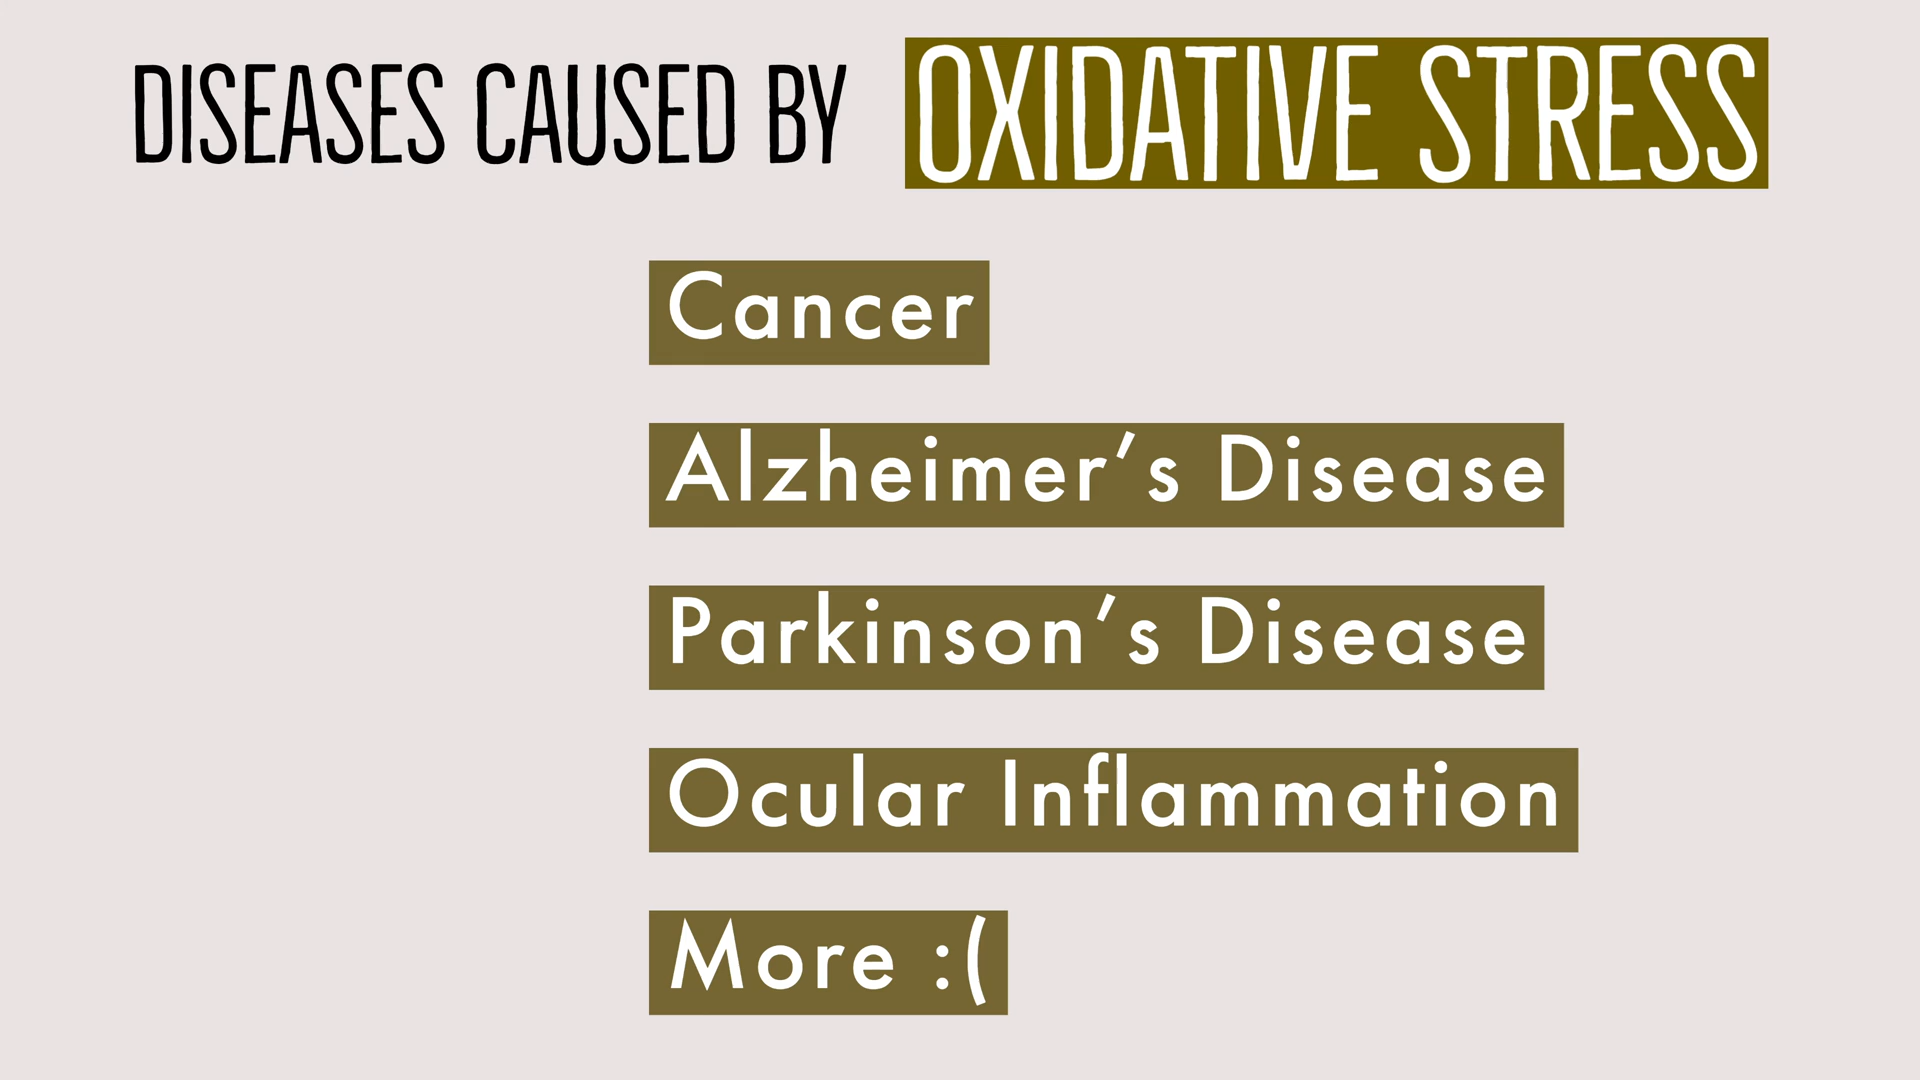 DISEASES CAUSED BY OXIDATIVE STRESS
Cancer
Alzheimer’s Disease
Parkinson’s Disease
Ocular Inflammation
More :(